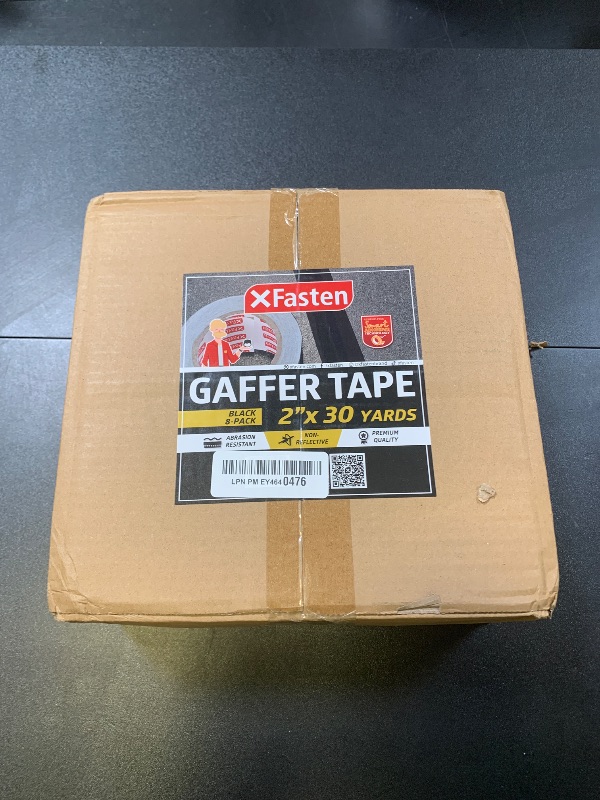 XFasten
GAFFER TAPE
BLACK
8-PACK
2"x 30 YARDS
ABRASION
RESISTANT
NON-
REFLECTIVE
PREMIUM
QUALITY
LPN PM EY464 0476